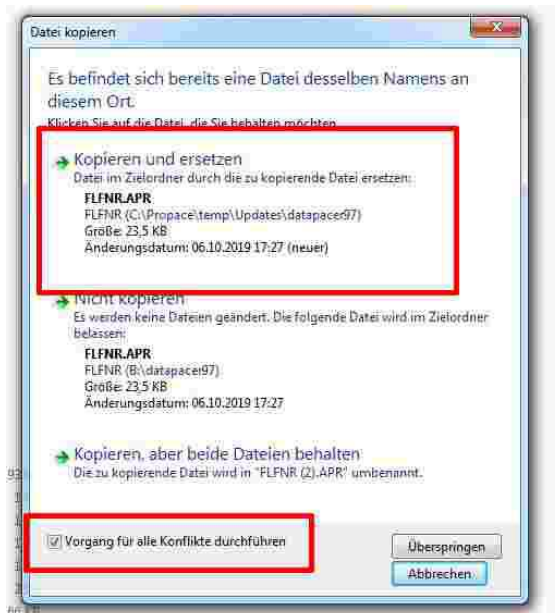 Datei kopieren
Es befindet sich bereits eine Datei desselben Namens an
diesem Ort.
Klicken Sie auf die Datei, die Sie behalten möchten
Kopieren und ersetzen
Datei im Zielordner durch die zu kopierende Datei ersetzen:
FLFNR.APR
FLFNR (C:\Propace\temp\Updates\datapacer97)
Größe: 23,5 KB
Änderungsdatum: 06.10.2019 17:27 (neuer)
Nicht kopieren
Es werden keine Dateien geändert. Die folgende Datei wird im Zielordner
belassen:
FLFNR.APR
FLFNR (B:\datapacer97)
Größe: 23,5 KB
Änderungsdatum: 06.10.2019 17:27
Kopieren, aber beide Dateien behalten
Die zu kopierende Datei wird in "FLFNR (2).APR" umbenannt.
Vorgang für alle Konflikte durchführen
Überspringen
Abbrechen